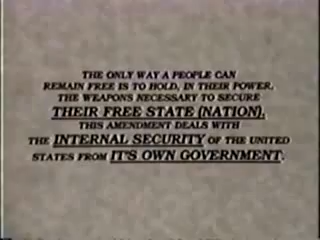 THE ONLY WAY A PEOPLE CAN
REMAIN FREE IS TO HOLD, IN THEIR POWER,
THE WEAPONS NECESSARY TO SECURE
THEIR FREE STATE (NATION).
THIS AMENDMENT DEALS WITH
THE INTERNAL SECURITY OF THE UNITED
STATES FROM IT'S OWN GOVERNMENT.